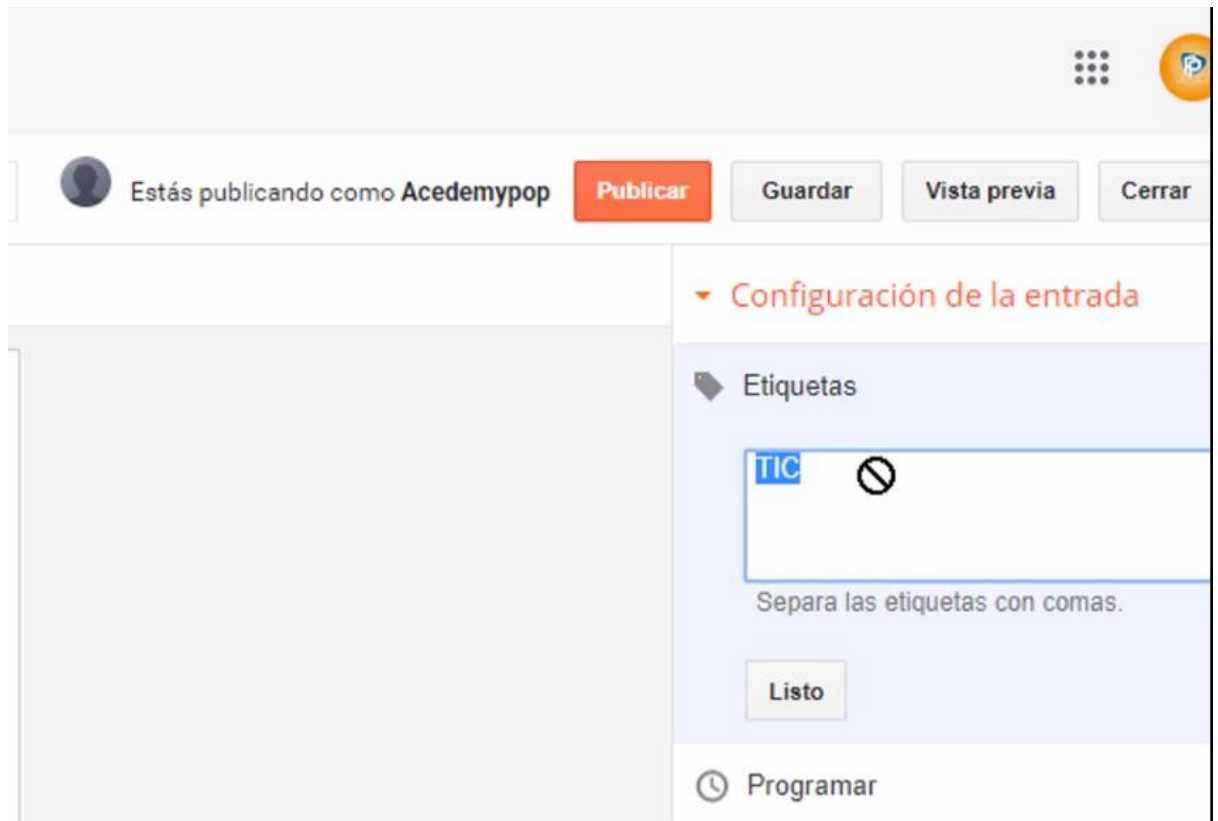 Estás publicando como Acedemypop Publicar Guardar Vista previa Cerrar
Configuración de la entrada
Etiquetas
TIC
Separa las etiquetas con comas.
Listo
Programar